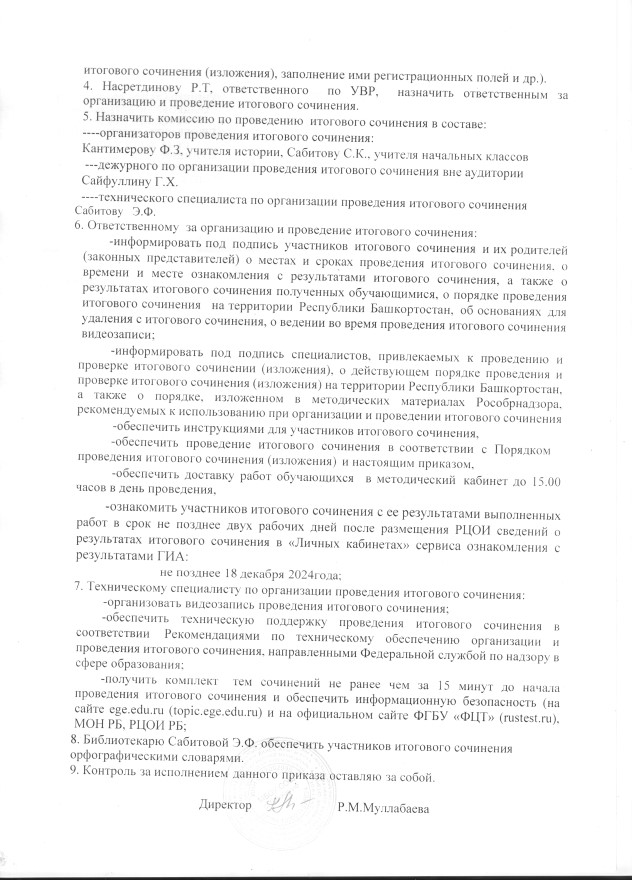 итогового сочинения (изложения), заполнение ими регистрационных полей и др.).
4. Насретдинову Р.Т, ответственного по УВР, назначить ответственным за
организацию и проведение итогового сочинения.
5. Назначить комиссию по проведению итогового сочинения в составе:
----организаторов проведения итогового сочинения:
Кантимерову Ф.З, учителя истории, Сабитову С.К., учителя начальных классов
---дежурного по организации проведения итогового сочинения вне аудитории
Сайфуллину Г.Х.
----технического специалиста по организации проведения итогового сочинения
Сабитову Э.Ф.
6. Ответственному за организацию и проведение итогового сочинения:
-информировать под подпись участников итогового сочинения и их родителей
(законных представителей) о местах и сроках проведения итогового сочинения, о
времени и месте ознакомления с результатами итогового сочинения, а также о
результатах итогового сочинения полученных обучающимися, о порядке проведения
итогового сочинения на территории Республики Башкортостан, об основаниях для
удаления с итогового сочинения, о ведении во время проведения итогового сочинения
видеозаписи;
-информировать под подпись специалистов, привлекаемых к проведению и
проверке итогового сочинении (изложения), о действующем порядке проведения и
проверке итогового сочинения (изложения) на территории Республики Башкортостан,
а также о порядке, изложенном в методических материалах Рособрнадзора,
рекомендуемых к использованию при организации и проведении итогового сочинения
-обеспечить инструкциями для участников итогового сочинения,
-обеспечить проведение итогового сочинения в соответствии с Порядком
проведения итогового сочинения (изложения) и настоящим приказом,
-обеспечить доставку работ обучающихся в методический кабинет до 15.00
часов в день проведения,
-ознакомить участников итогового сочинения с ее результатами выполненных
работ в срок не позднее двух рабочих дней после размещения РЦОИ сведений о
результатах итогового сочинения в «Личных кабинетах» сервиса ознакомления с
результатами ГИА:
не позднее 18 декабря 2024года;
7. Техническому специалисту по организации проведения итогового сочинения:
-организовать видеозапись проведения итогового сочинения;
-обеспечить техническую поддержку проведения итогового сочинения в
соответствии Рекомендациями по техническому обеспечению организации и
проведения итогового сочинения, направленными Федеральной службой по надзору в
сфере образования;
-получить комплект тем сочинений не ранее чем за 15 минут до начала
проведения итогового сочинения и обеспечить информационную безопасность (на
сайте ege.edu.ru (topic.ege.edu.ru) и на официальном сайте ФГБУ «ФЦТ» (rustest.ru),
МОН РБ, РЦОИ РБ;
8. Библиотекарю Сабитовой Э.Ф. обеспечить участников итогового сочинения
орфографическими словарями.
9. Контроль за исполнением данного приказа оставляю за собой.
Директор Р.М.Муллабаева